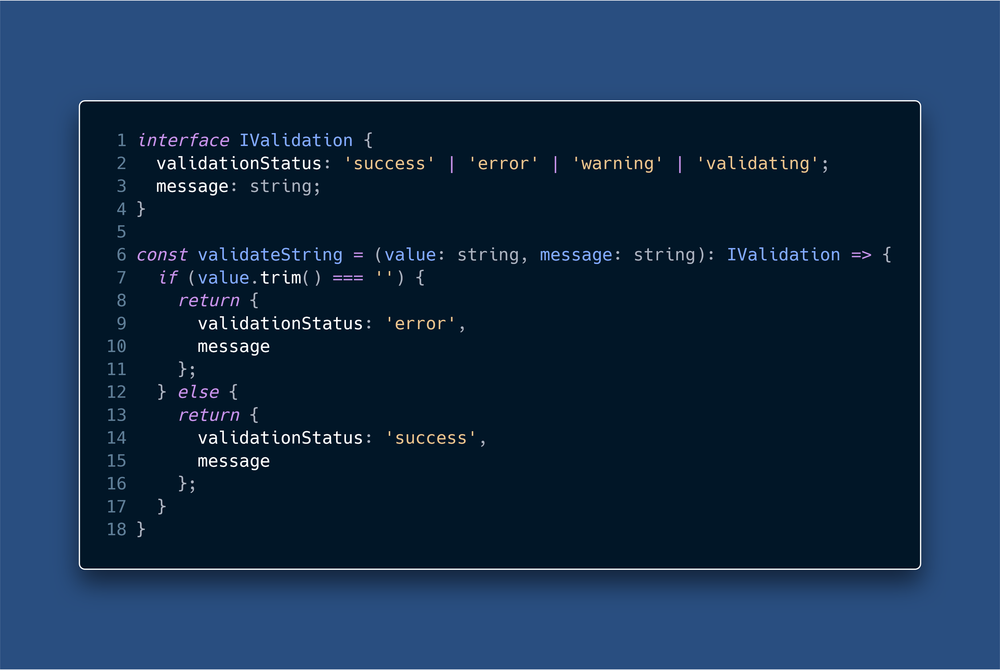 1 interface IValidation {
2   validationStatus: 'success' | 'error' | 'warning' | 'validating';
3   message: string;
4 }
5
6 const validateString = (value: string, message: string): IValidation => {
7   if (value.trim() === '') {
8     return {
9       validationStatus: 'error',
10       message
11     };
12   } else {
13     return {
14       validationStatus: 'success',
15       message
16     };
17   }
18 }